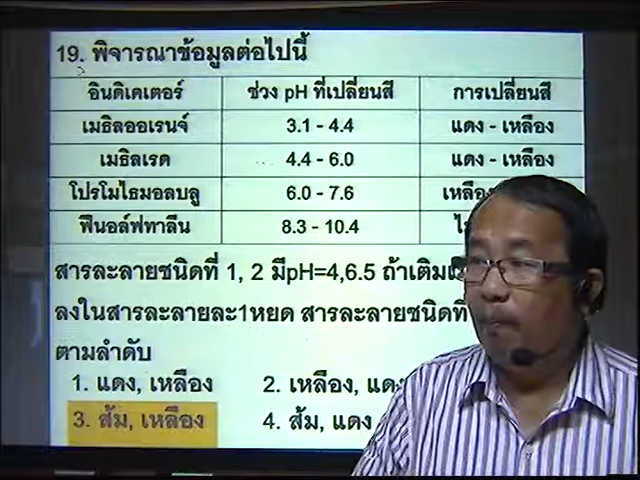 19. พิจารณาข้อมูลต่อไปนี้
อินดิเคเตอร์ ช่วง pH ที่เปลี่ยนสี การเปลี่ยนสี
เมธิลออเรนจ์ 3.1 - 4.4 แดง - เหลือง
เมธิลเรด 4.4 - 6.0 แดง - เหลือง
โปรโมไธมอลบลู 6.0 - 7.6
ฟีนอล์ฟทาลีน 8.3 - 10.4
สารละลายชนิดที่ 1, 2 มีpH=4,6.5 ถ้าเติม
ลงในสารละลายละ1หยด สารละลายชนิดที่
ตามลำดับ
1. แดง, เหลือง 2. เหลือง,
3. ส้ม, เหลือง 4. ส้ม, แดง